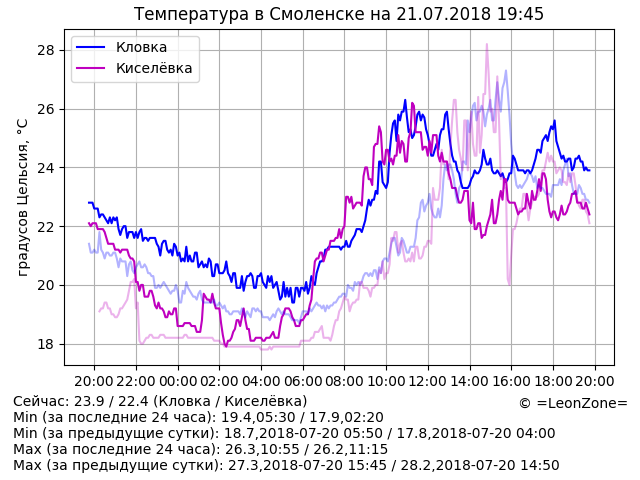 Температура в Смоленске на 21.07.2018 19:45
Кловка
Киселёвка
градусов Цельсия, °C
28
26
24
22
20
18
20:00 22:00 00:00 02:00 04:00 06:00 08:00 10:00 12:00 14:00 16:00 18:00 20:00
Сейчас: 23.9 / 22.4 (Кловка / Киселёвка)
© =LeonZone=
Min (за последние 24 часа): 19.4,05:30 / 17.9,02:20
Min (за предыдущие сутки): 18.7,2018-07-20 05:50 / 17.8,2018-07-20 04:00
Max (за последние 24 часа): 26.3,10:55 / 26.2,11:15
Max (за предыдущие сутки): 27.3,2018-07-20 15:45 / 28.2,2018-07-20 14:50